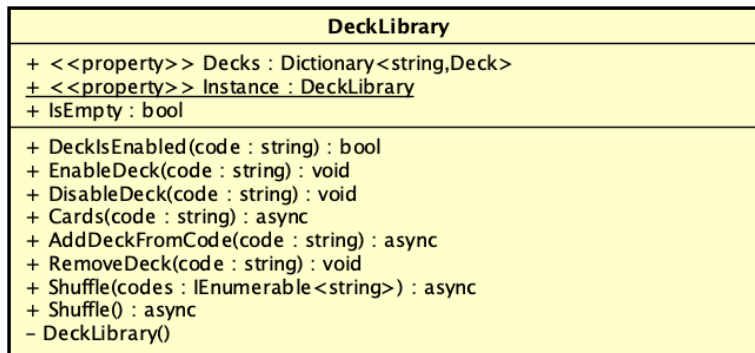 DeckLibrary
+ <<property>> Decks : Dictionary<string,Deck>
+ <<property>> Instance : DeckLibrary
+ IsEmpty : bool
+ DeckIsEnabled(code : string) : bool
+ EnableDeck(code : string) : void
+ DisableDeck(code : string) : void
+ Cards(code : string) : async
+ AddDeckFromCode(code : string) : async
+ RemoveDeck(code : string) : void
+ Shuffle(codes : IEnumerable<string>) : async
+ Shuffle() : async
– DeckLibrary()